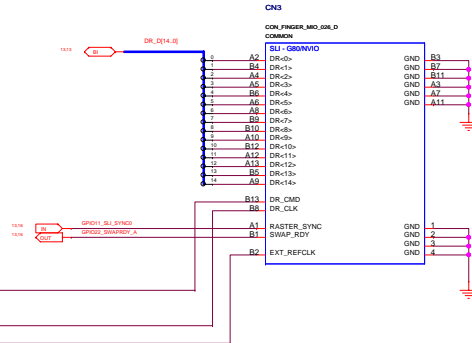 CN3
CON_FINGER_MIO_026_D
COMMON
SLI - G80/NVIO
DR_D[14..0]
13,13 BI
0 A2 DR<0> GND B3
1 B4 DR<1> GND B7
2 A4 DR<2> GND B11
3 A5 DR<3> GND A3
4 B6 DR<4> GND A7
5 A6 DR<5> GND A11
6 A8 DR<6>
7 B9 DR<7>
8 B10 DR<8>
9 A10 DR<9>
10 B12 DR<10>
11 A12 DR<11>
12 A13 DR<12>
13 B5 DR<13>
14 A9 DR<14>
B13 DR_CMD
B8 DR_CLK
IN GPIO11_SLI_SYNC0 A1 RASTER_SYNC GND 1
OUT GPIO22_SWAPRDY_A B1 SWAP_RDY GND 2
GND 3
B2 EXT_REFCLK GND 4